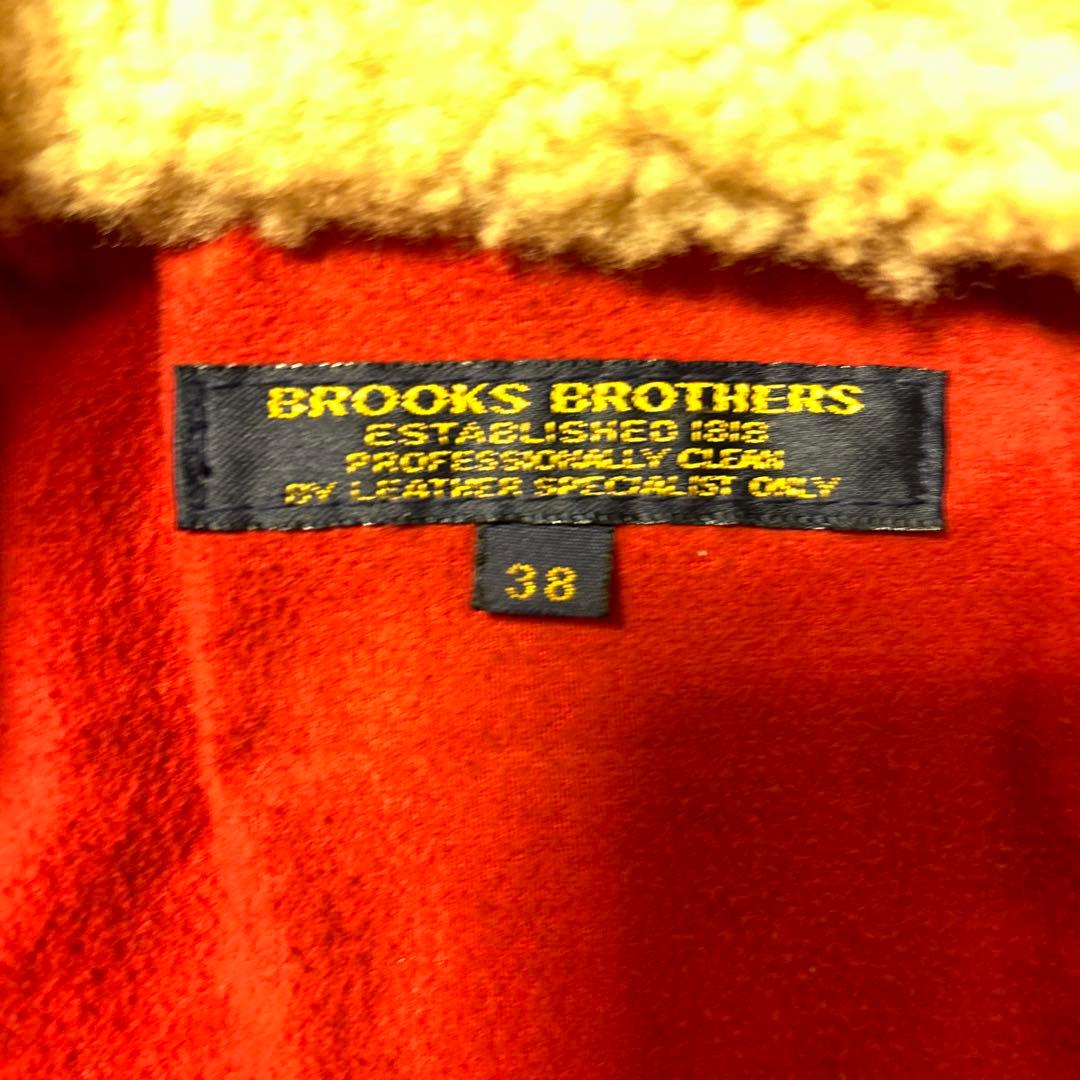 BROOKS BROTHERS
ESTABLISHED 1818
PROFESSIONALLY CLEAN
BY LEATHER SPECIALIST ONLY
38